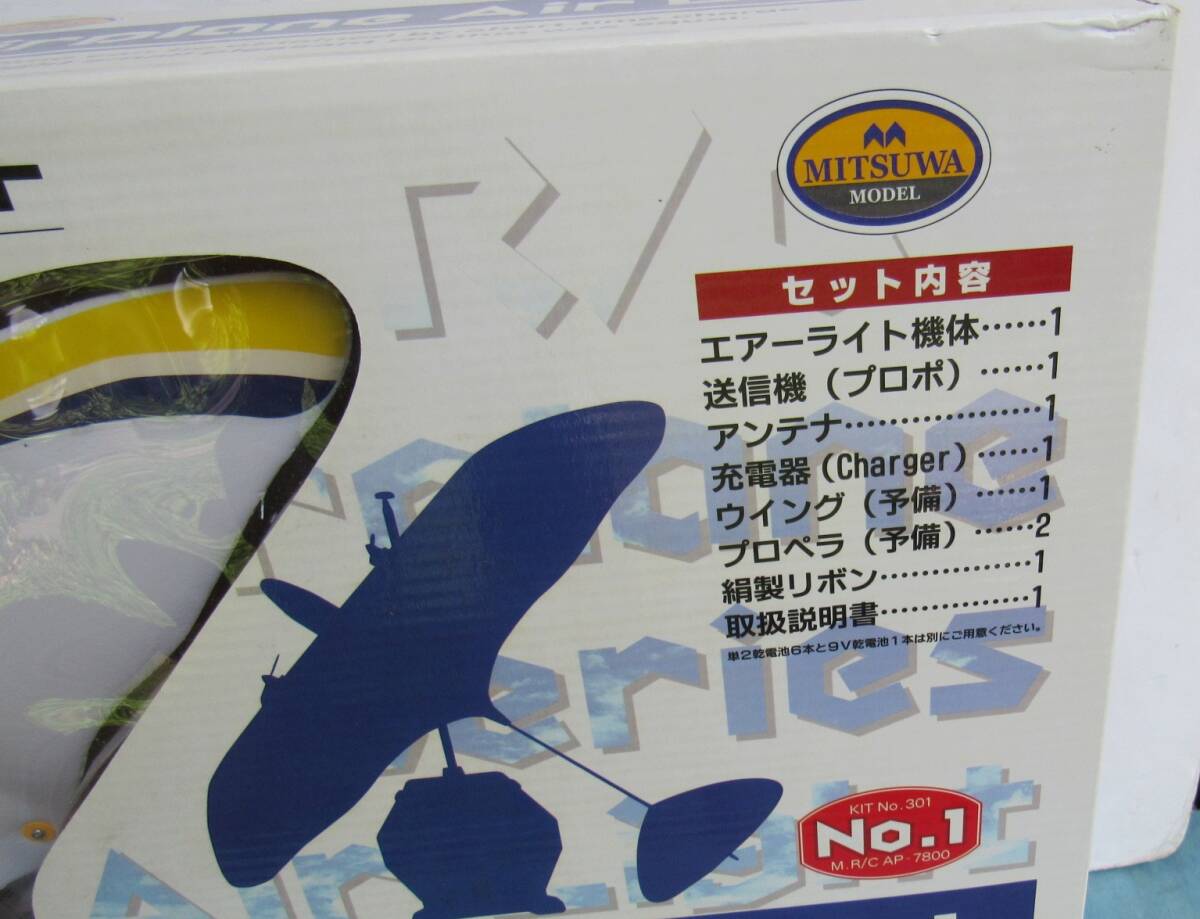 MITSUWA
MODEL
セット内容
エアーライト機体……1
送信機（プロポ）……1
アンテナ………………1
充電器（Charger）……1
ウイング（予備）……1
プロペラ（予備）……2
絹製リボン……………1
取扱説明書……………1
単2乾電池6本と9V乾電池1本は別にご用意ください。
KIT No.301
No.1
M.R/C AP-7800